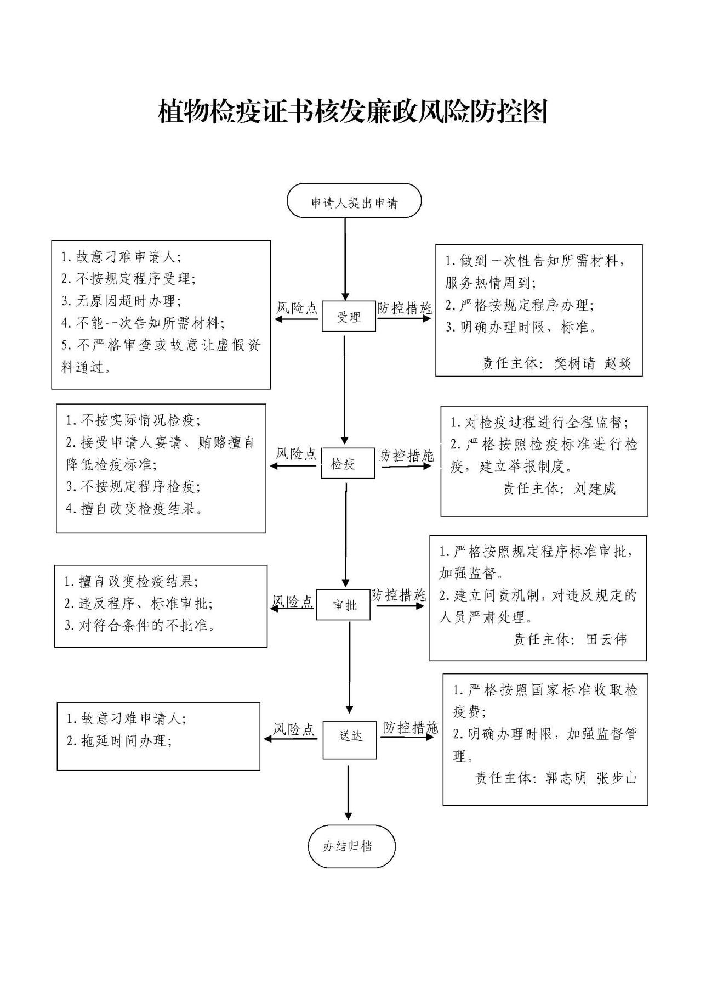 植物检疫证书核发廉政风险防控图
申请人提出申请
1. 故意刁难申请人；
2. 不按规定程序受理；
3. 无原因超时办理；
4. 不能一次告知所需材料；
5. 不严格审查或故意让虚假资
料通过。
风险点
受理
防控措施
1. 做到一次性告知所需材料，
服务热情周到；
2. 严格按规定程序办理；
3. 明确办理时限、标准。
责任主体：樊树晴 赵琰
1. 不按实际情况检疫；
2. 接受申请人宴请、贿赂擅自
降低检疫标准；
3. 不按规定程序检疫；
4. 擅自改变检疫结果。
风险点
检疫
防控措施
1. 对检疫过程进行全程监督；
2. 严格按照检疫标准进行检
疫，建立举报制度。
责任主体：刘建威
1. 擅自改变检疫结果；
2. 违反程序、标准审批；
3. 对符合条件的不批准。
风险点
审批
防控措施
1. 严格按照规定程序标准审批，
加强监督。
2. 建立问责机制，对违反规定的
人员严肃处理。
责任主体：田云伟
1. 故意刁难申请人；
2. 拖延时间办理；
风险点
送达
防控措施
1. 严格按照国家标准收取检
疫费；
2. 明确办理时限，加强监督管
理。
责任主体：郭志明 张步山
办结归档